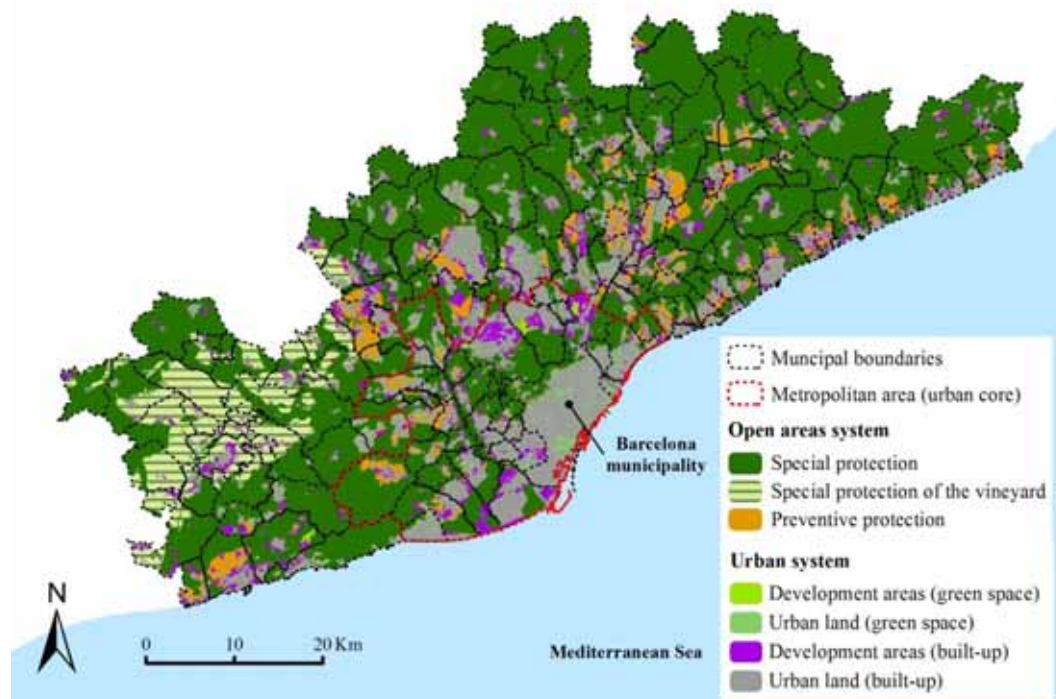 Muncipal boundaries
Metropolitan area (urban core)
Open areas system
Special protection
Special protection of the vineyard
Preventive protection
Urban system
Development areas (green space)
Urban land (green space)
Development areas (built-up)
Urban land (built-up)
Barcelona
municipality
N
0 10 20 Km
Mediterranean Sea